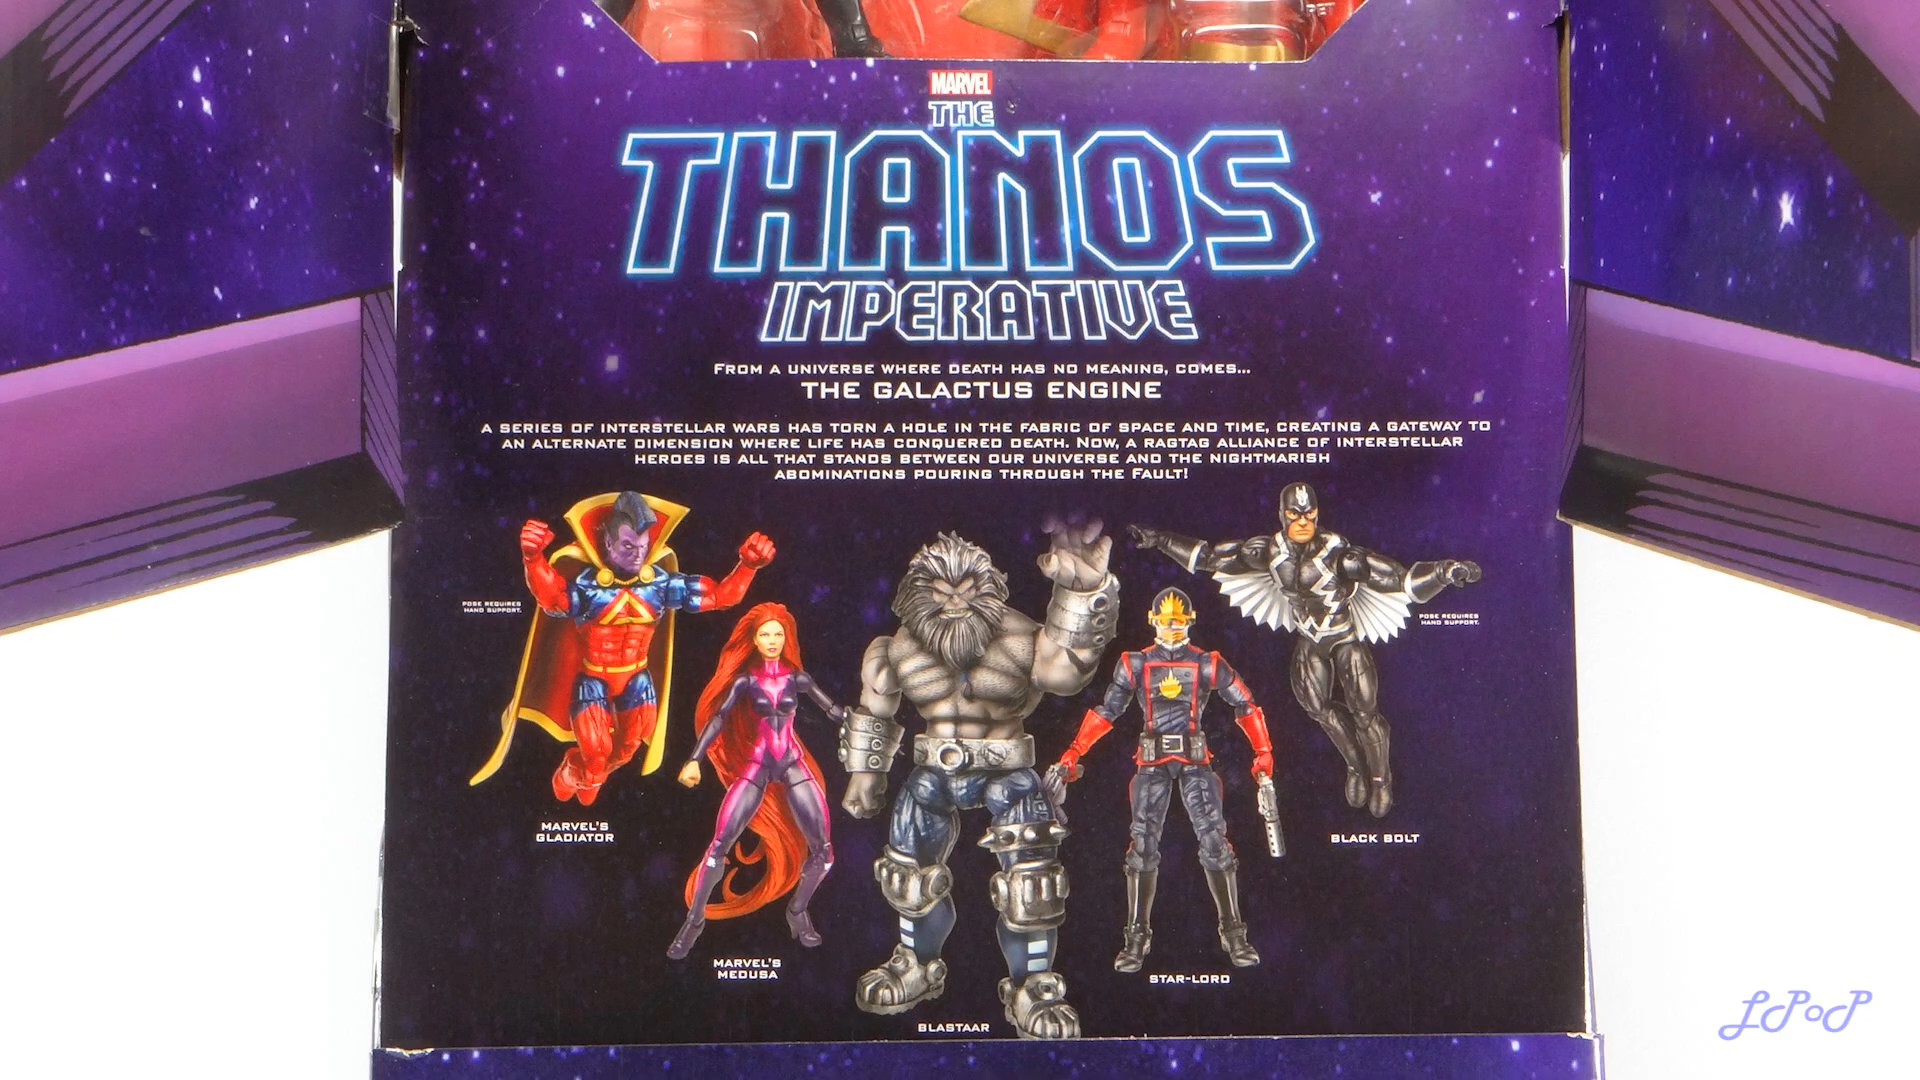 MARVEL
THE
THANOS
IMPERATIVE
FROM A UNIVERSE WHERE DEATH HAS NO MEANING, COMES...
THE GALACTUS ENGINE
A SERIES OF INTERSTELLAR WARS HAS TORN A HOLE IN THE FABRIC OF SPACE AND TIME, CREATING A GATEWAY TO
AN ALTERNATE DIMENSION WHERE LIFE HAS CONQUERED DEATH. NOW, A RAGTAG ALLIANCE OF INTERSTELLAR
HEROES IS ALL THAT STANDS BETWEEN OUR UNIVERSE AND THE NIGHTMARISH
ABOMINATIONS POURING THROUGH THE FAULT!
POSE REQUIRES
HAND SUPPORT.
POSE REQUIRES
HAND SUPPORT.
MARVEL'S
GLADIATOR
BLACK BOLT
MARVEL'S
MEDUSA
STAR-LORD
BLASTAAR
LPoP